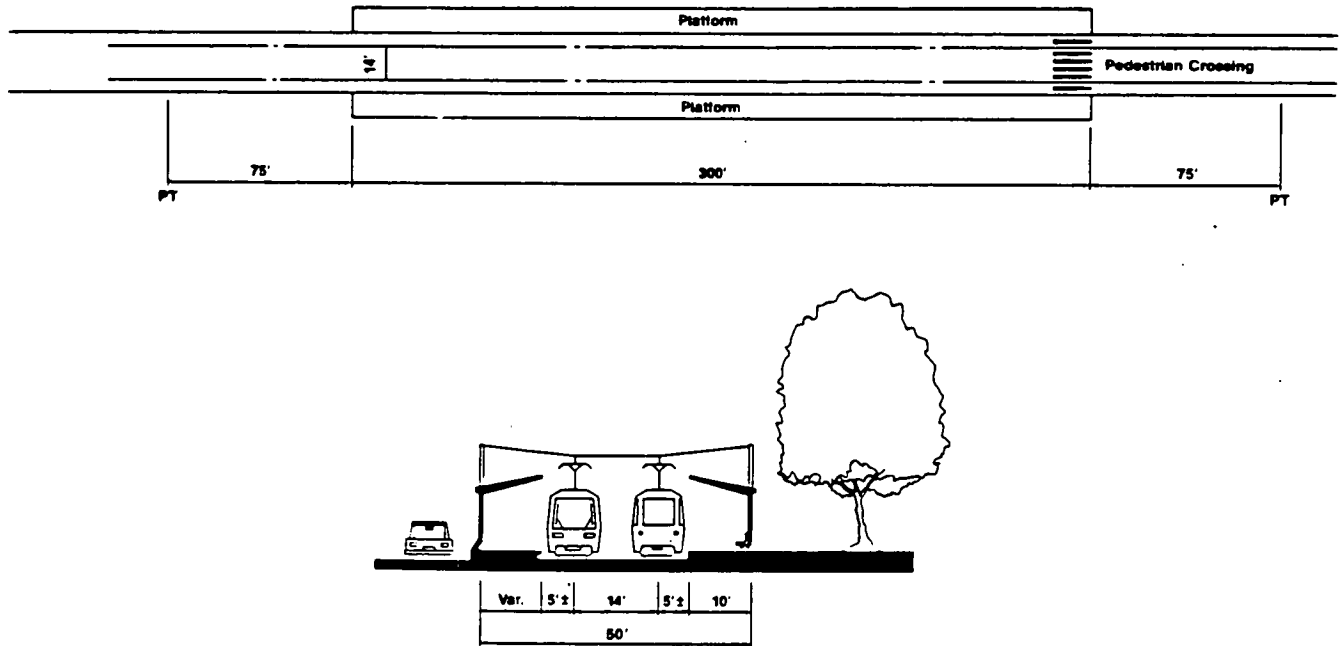 Platform
14'
Pedestrian Crossing
Platform
75' 300' 75'
PT PT
Var. 5'± 14' 5'± 10'
50'